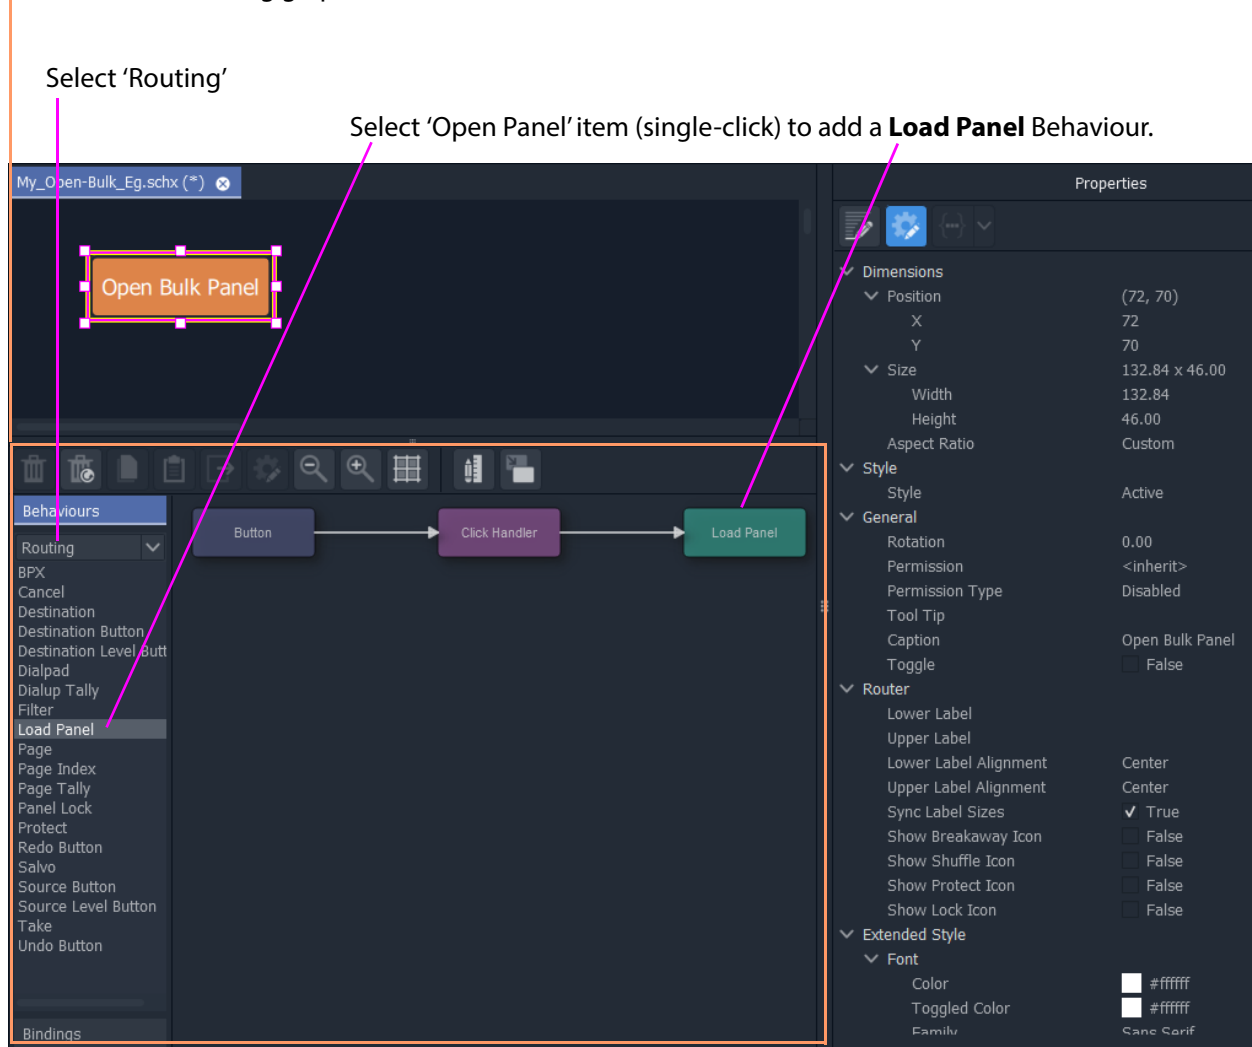 Select ‘Routing’
Select ‘Open Panel’ item (single-click) to add a Load Panel Behaviour.
My_Open-Bulk_Eg.schx (*)
Open Bulk Panel
Behaviours
Routing
BPX
Cancel
Destination
Destination Button
Destination Level Butt
Dialpad
Dialup Tally
Filter
Load Panel
Page
Page Index
Page Tally
Panel Lock
Protect
Redo Button
Salvo
Source Button
Source Level Button
Take
Undo Button
Bindings
Button
Click Handler
Load Panel
Properties
Dimensions
Position (72, 70)
X 72
Y 70
Size 132.84 x 46.00
Width 132.84
Height 46.00
Aspect Ratio Custom
Style
Style Active
General
Rotation 0.00
Permission <inherit>
Permission Type Disabled
Tool Tip
Caption Open Bulk Panel
Toggle False
Router
Lower Label
Upper Label
Lower Label Alignment Center
Upper Label Alignment Center
Sync Label Sizes True
Show Breakaway Icon False
Show Shuffle Icon False
Show Protect Icon False
Show Lock Icon False
Extended Style
Font
Color #ffffff
Toggled Color #ffffff
Family Sans Serif